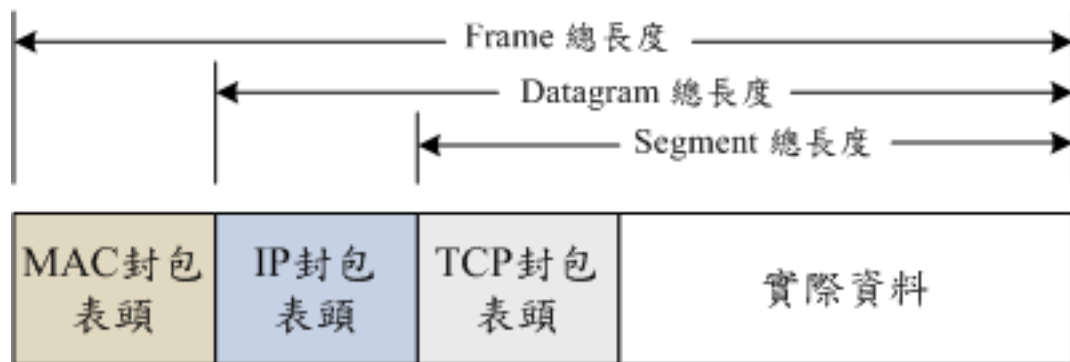 Frame 總長度
Datagram 總長度
Segment 總長度
MAC封包
表頭
IP封包
表頭
TCP封包
表頭
實際資料